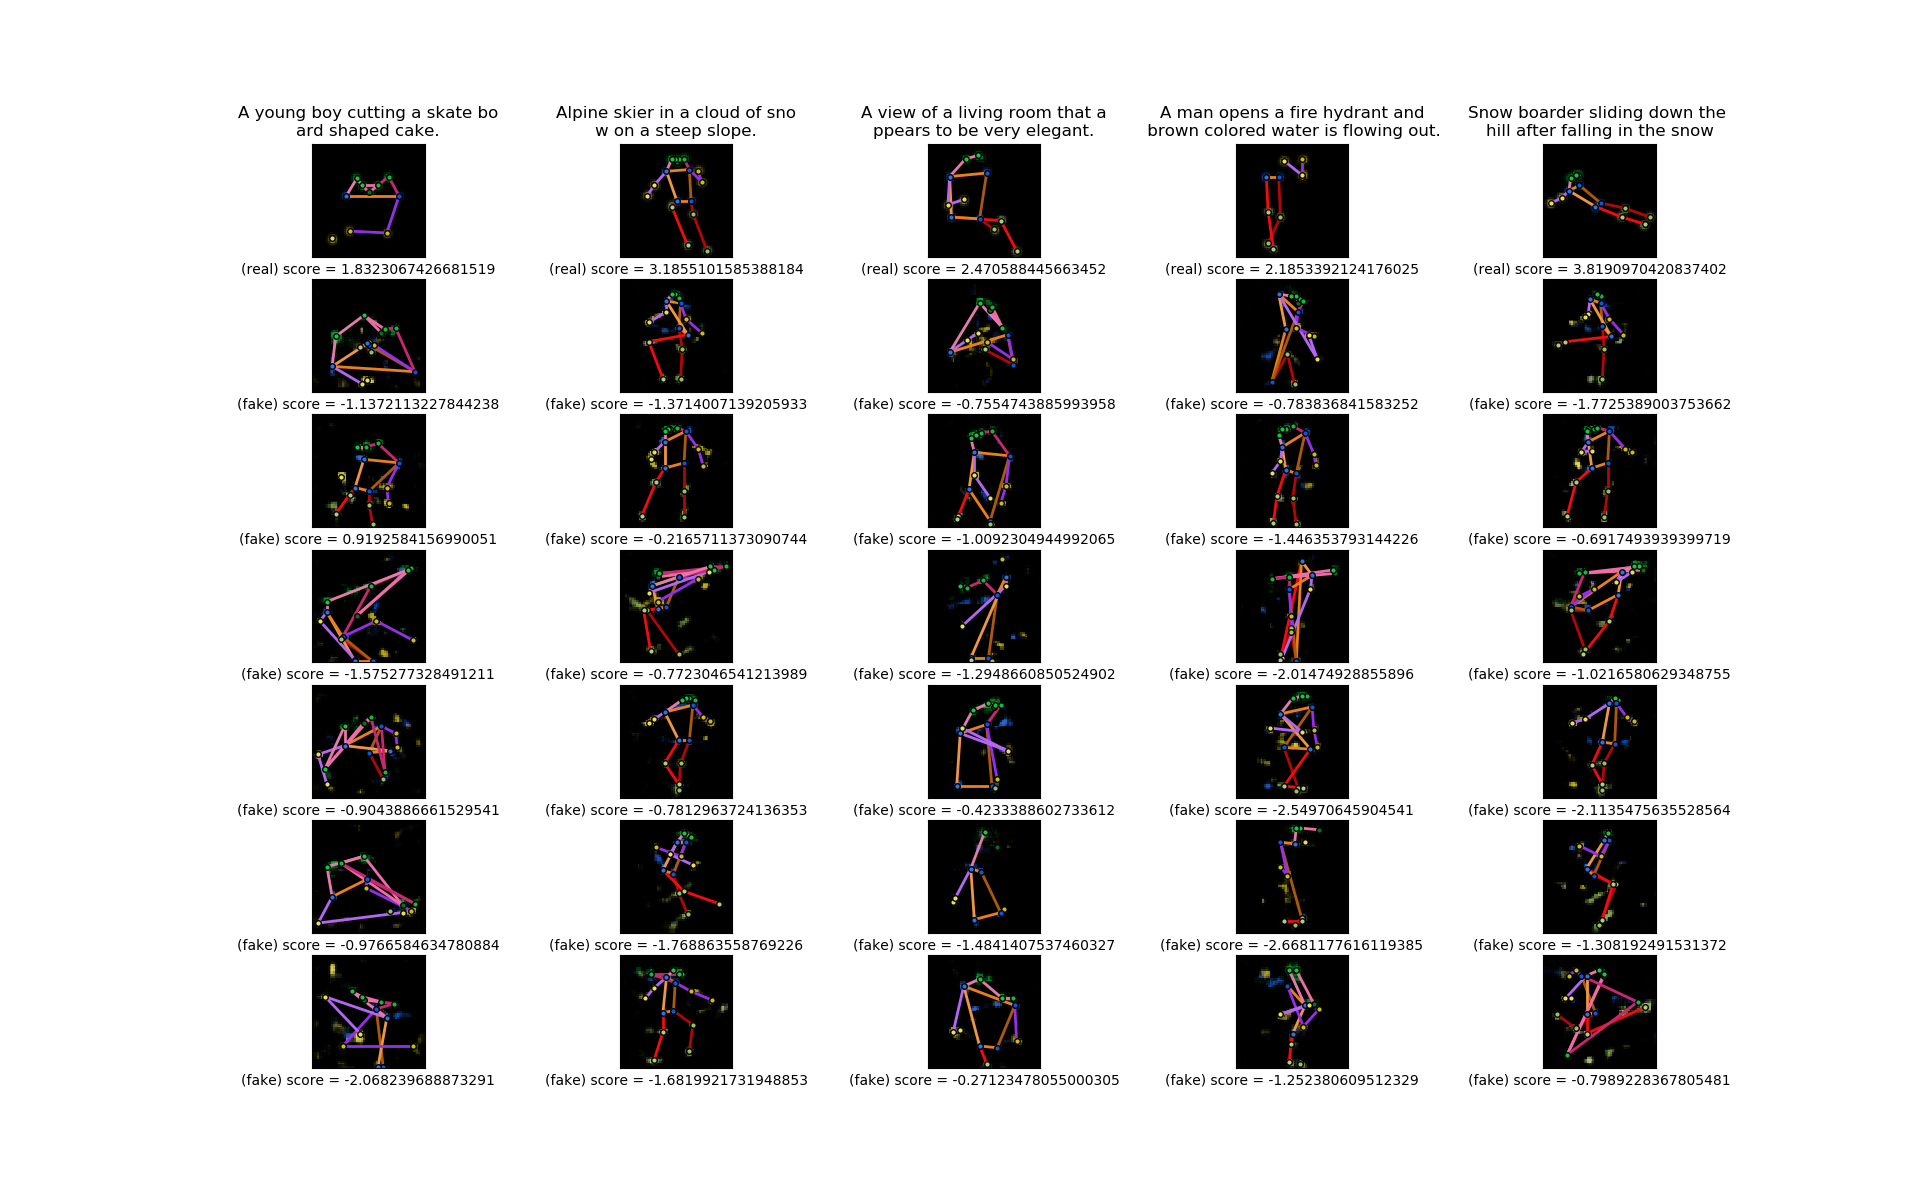 A young boy cutting a skate bo
ard shaped cake.
Alpine skier in a cloud of sno
w on a steep slope.
A view of a living room that a
ppears to be very elegant.
A man opens a fire hydrant and
brown colored water is flowing out.
Snow boarder sliding down the
hill after falling in the snow
(real) score = 1.8323067426681519
(real) score = 3.1855101585388184
(real) score = 2.470588445663452
(real) score = 2.1853392124176025
(real) score = 3.8190970420837402
(fake) score = -1.1372113227844238
(fake) score = -1.3714007139205933
(fake) score = -0.7554743885993958
(fake) score = -0.783836841583252
(fake) score = -1.7725389003753662
(fake) score = 0.9192584156990051
(fake) score = -0.2165711373090744
(fake) score = -1.0092304944992065
(fake) score = -1.446353793144226
(fake) score = -0.6917493939399719
(fake) score = -1.575277328491211
(fake) score = -0.7723046541213989
(fake) score = -1.2948660850524902
(fake) score = -2.01474928855896
(fake) score = -1.0216580629348755
(fake) score = -0.9043886661529541
(fake) score = -0.7812963724136353
(fake) score = -0.4233388602733612
(fake) score = -2.54970645904541
(fake) score = -2.1135475635528564
(fake) score = -0.9766584634780884
(fake) score = -1.768863558769226
(fake) score = -1.4841407537460327
(fake) score = -2.6681177616119385
(fake) score = -1.308192491531372
(fake) score = -2.068239688873291
(fake) score = -1.6819921731948853
(fake) score = -0.27123478055000305
(fake) score = -1.252380609512329
(fake) score = -0.7989228367805481